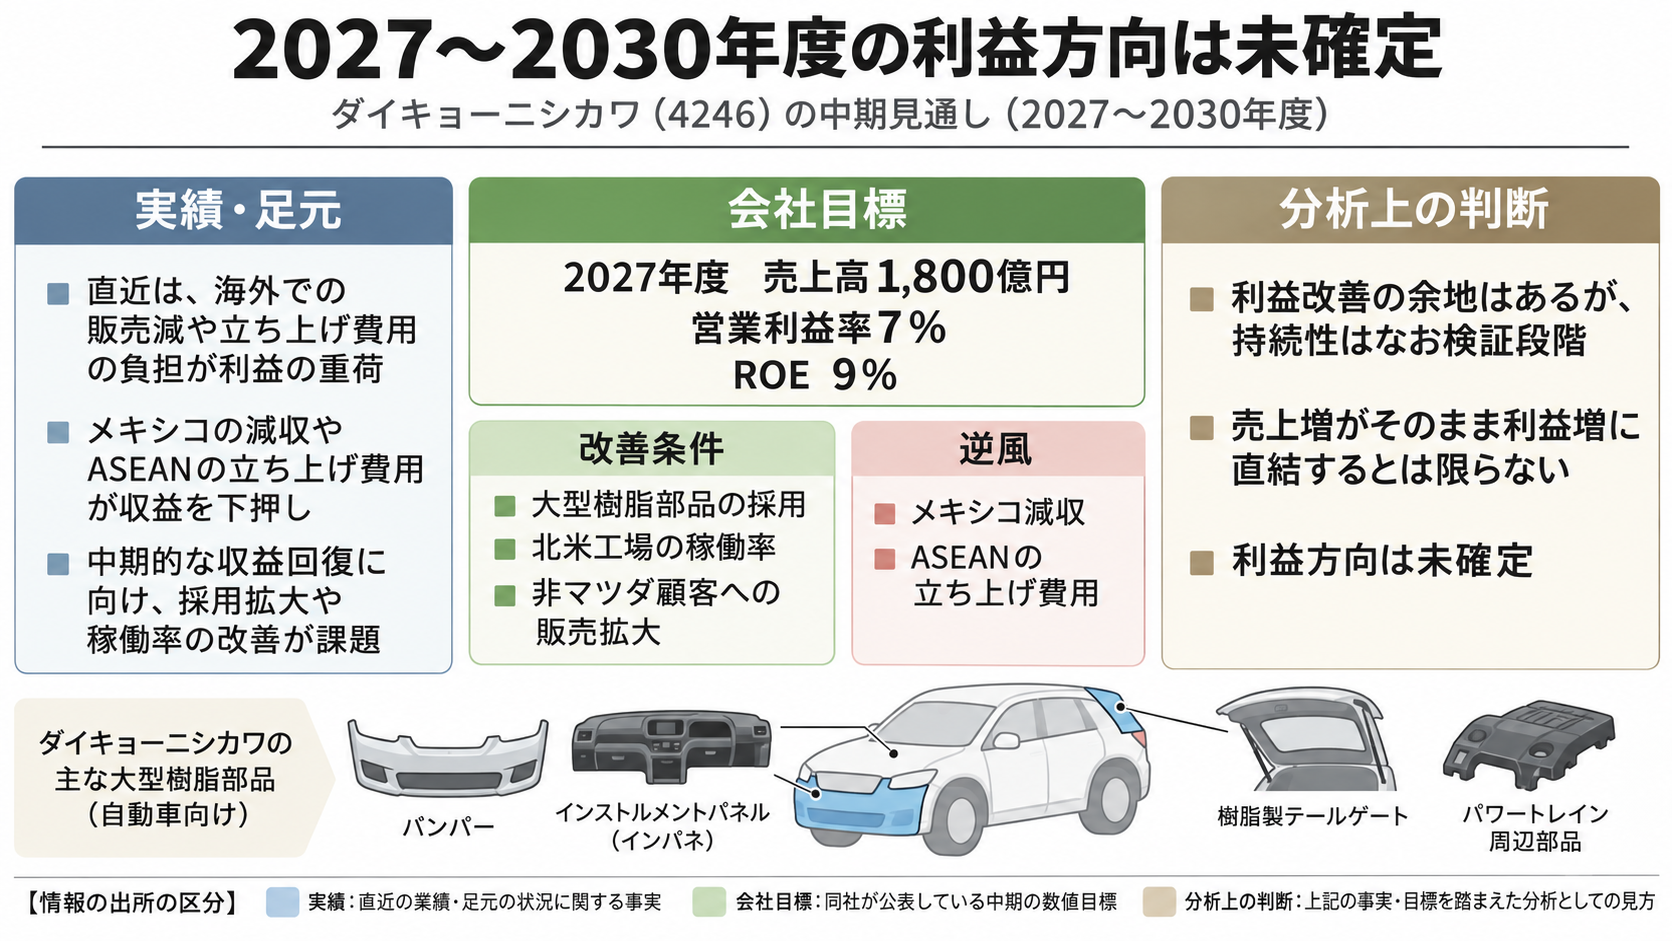 2027～2030年度の利益方向は未確定
ダイキョーニシカワ（4246）の中期見通し（2027～2030年度）
実績・足元
直近は、海外での
販売減や立ち上げ費用
の負担が利益の重荷
メキシコの減収や
ASEANの立ち上げ費用
が収益を下押し
中期的な収益回復に
向け、採用拡大や
稼働率の改善が課題
会社目標
2027年度 売上高1,800億円
営業利益率7%
ROE 9%
改善条件
大型樹脂部品の採用
北米工場の稼働率
非マツダ顧客への
販売拡大
逆風
メキシコ減収
ASEANの
立ち上げ費用
分析上の判断
利益改善の余地はあるが、
持続性はなお検証段階
売上増がそのまま利益増に
直結するとは限らない
利益方向は未確定
ダイキョーニシカワの
主な大型樹脂部品
（自動車向け）
バンパー
インストルメントパネル
（インパネ）
樹脂製テールゲート
パワートレイン
周辺部品
【情報の出所の区分】 実績：直近の業績・足元の状況に関する事実 会社目標：同社が公表している中期の数値目標 分析上の判断：上記の事実・目標を踏まえた分析としての見方